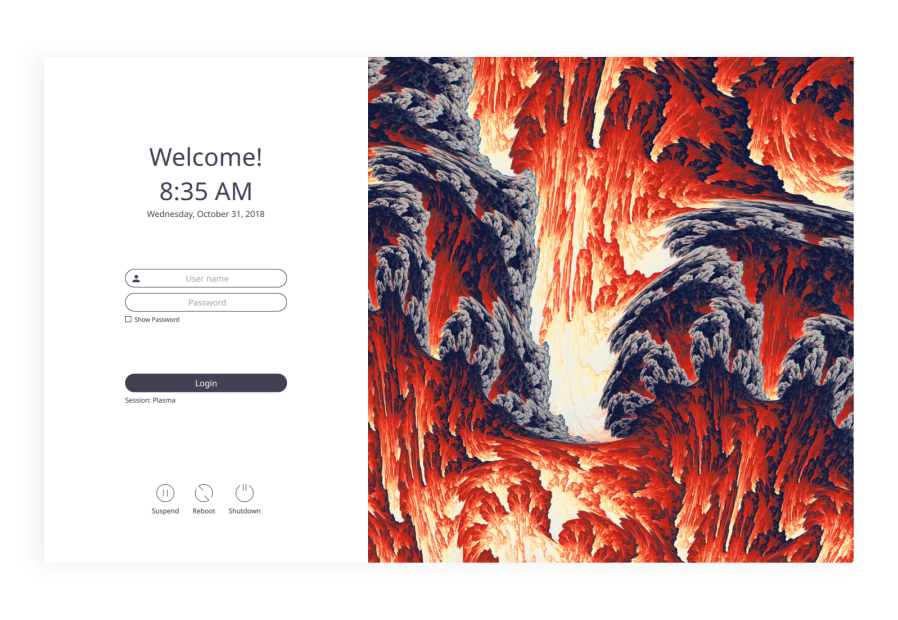 Welcome!
8:35 AM
Wednesday, October 31, 2018
User name
Password
Show Password
Login
Session: Plasma
Suspend Reboot Shutdown